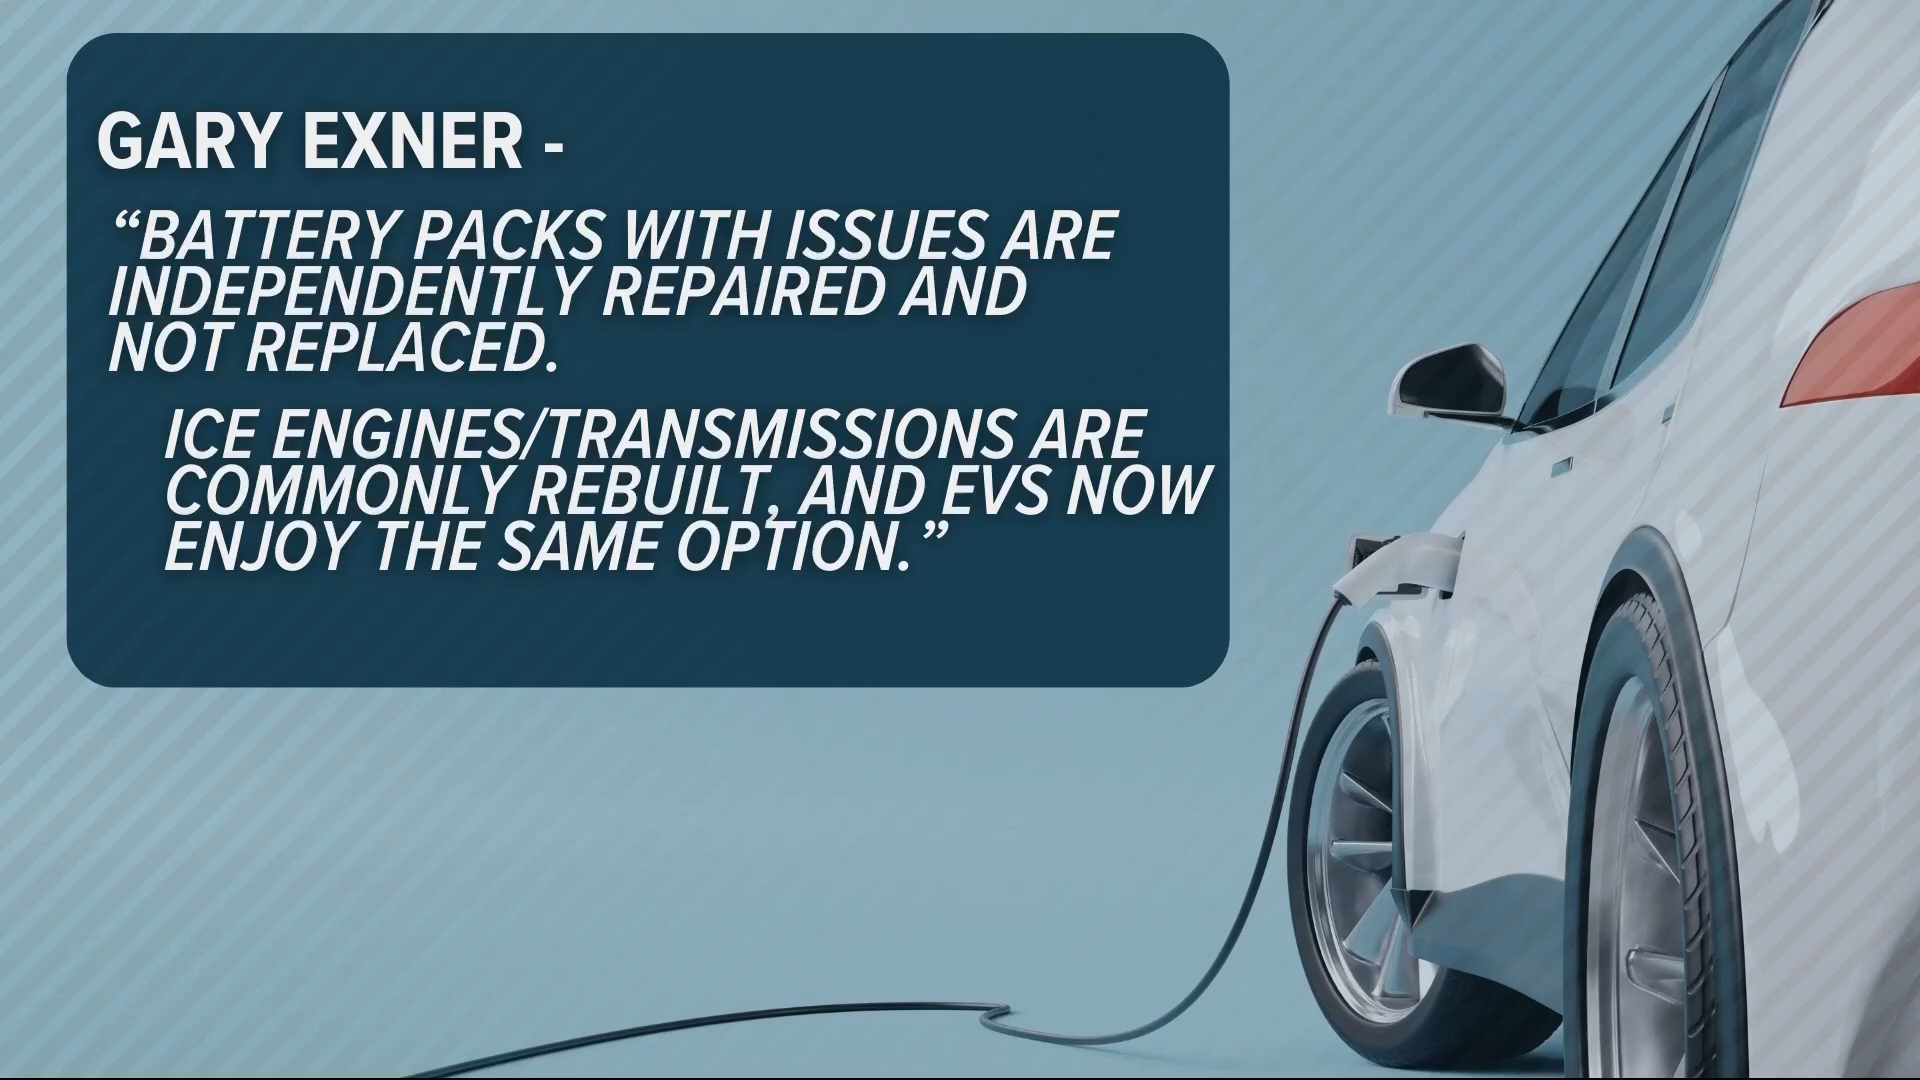 GARY EXNER -
“BATTERY PACKS WITH ISSUES ARE
INDEPENDENTLY REPAIRED AND
NOT REPLACED.
ICE ENGINES/TRANSMISSIONS ARE
COMMONLY REBUILT, AND EVS NOW
ENJOY THE SAME OPTION.”